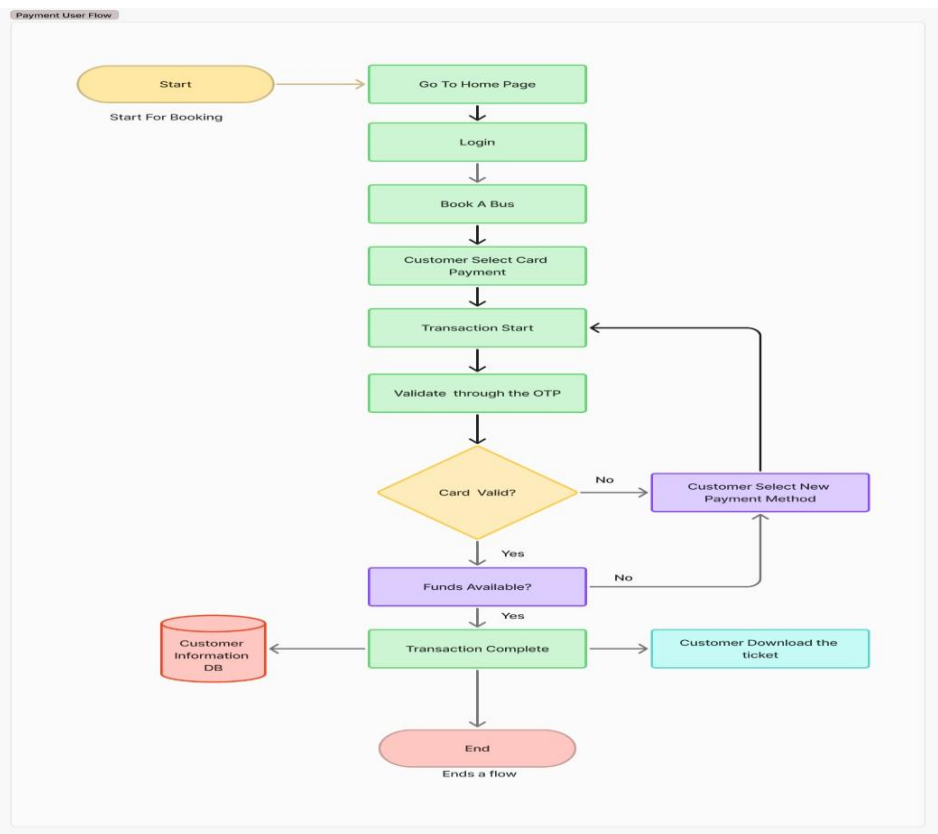 Payment User Flow
Start
Start For Booking
Go To Home Page
Login
Book A Bus
Customer Select Card
Payment
Transaction Start
Validate through the OTP
Card Valid?
No
Customer Select New
Payment Method
Yes
Funds Available?
No
Yes
Customer
Information
DB
Transaction Complete
Customer Download the
ticket
End
Ends a flow